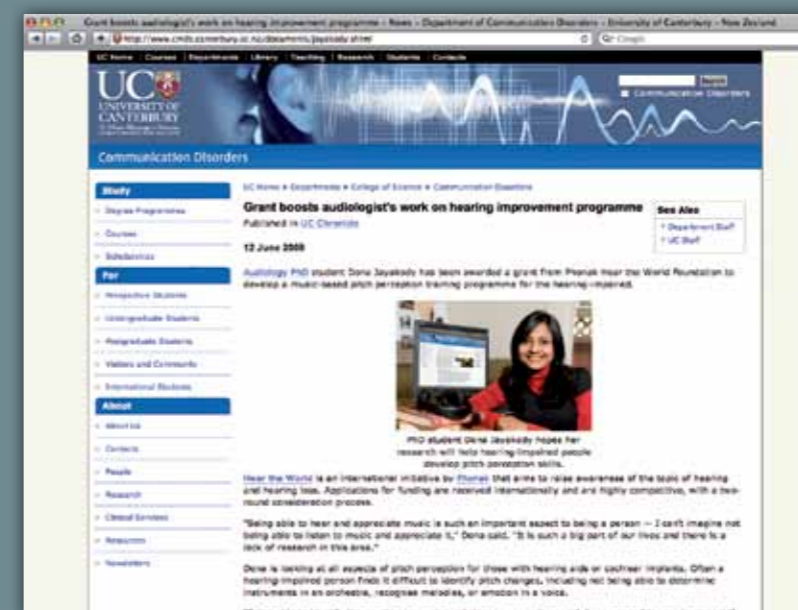 Grant boosts audiologist's work on hearing improvement programme - News - Department of Communication Disorders - University of Canterbury - New Zealand
UC Home Courses Departments Library Teaching Research Students Contacts
UC
UNIVERSITY OF
CANTERBURY
Search
Communication Disorders
Communication Disorders
Study
Degree Programmes
Courses
Scholarships
For
Prospective Students
Undergraduate Students
Postgraduate Students
Visitors and Community
International Students
About
About Us
Contacts
People
Research
Clinical Services
Resources
Newsletters
UC Home » Departments » College of Science » Communication Disorders
Grant boosts audiologist's work on hearing improvement programme
Published in UC Chronicle
12 June 2009
See Also
Department Staff
UC Staff
Audiology PhD student Dona Jayakody has been awarded a grant from Phonak Hear the World Foundation to
develop a music-based pitch perception training programme for the hearing-impaired.
PhD student Dona Jayakody hopes her
research will help hearing-impaired people
develop pitch perception skills.
Hear the World is an international initiative by Phonak that aims to raise awareness of the topic of hearing
and hearing loss. Applications for funding are received internationally and are highly competitive, with a two-
round consideration process.
"Being able to hear and appreciate music is such an important aspect to being a person — I can't imagine not
being able to listen to music and appreciate it," Dona said. "It is such a big part of our lives and there is a
lack of research in this area."
Dona is looking at all aspects of pitch perception for those with hearing aids or cochlear implants. Often a
hearing-impaired person finds it difficult to identify pitch changes, including not being able to determine
instruments in an orchestra, recognise melodies, or emotion in a voice.